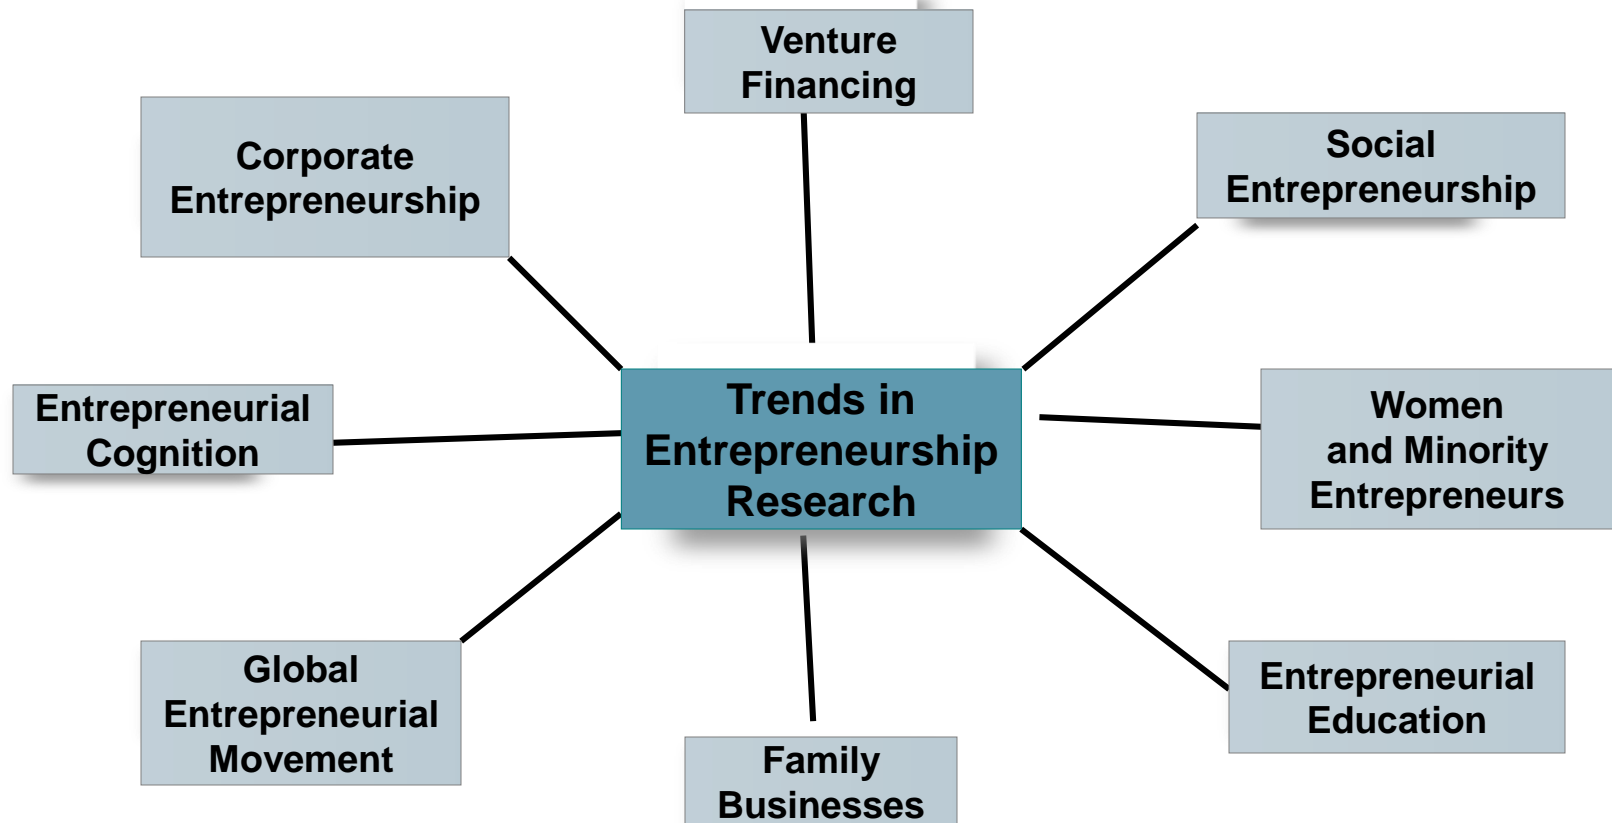 Venture
Financing
Corporate
Entrepreneurship
Social
Entrepreneurship
Entrepreneurial
Cognition
Trends in
Entrepreneurship
Research
Women
and Minority
Entrepreneurs
Global
Entrepreneurial
Movement
Family
Businesses
Entrepreneurial
Education